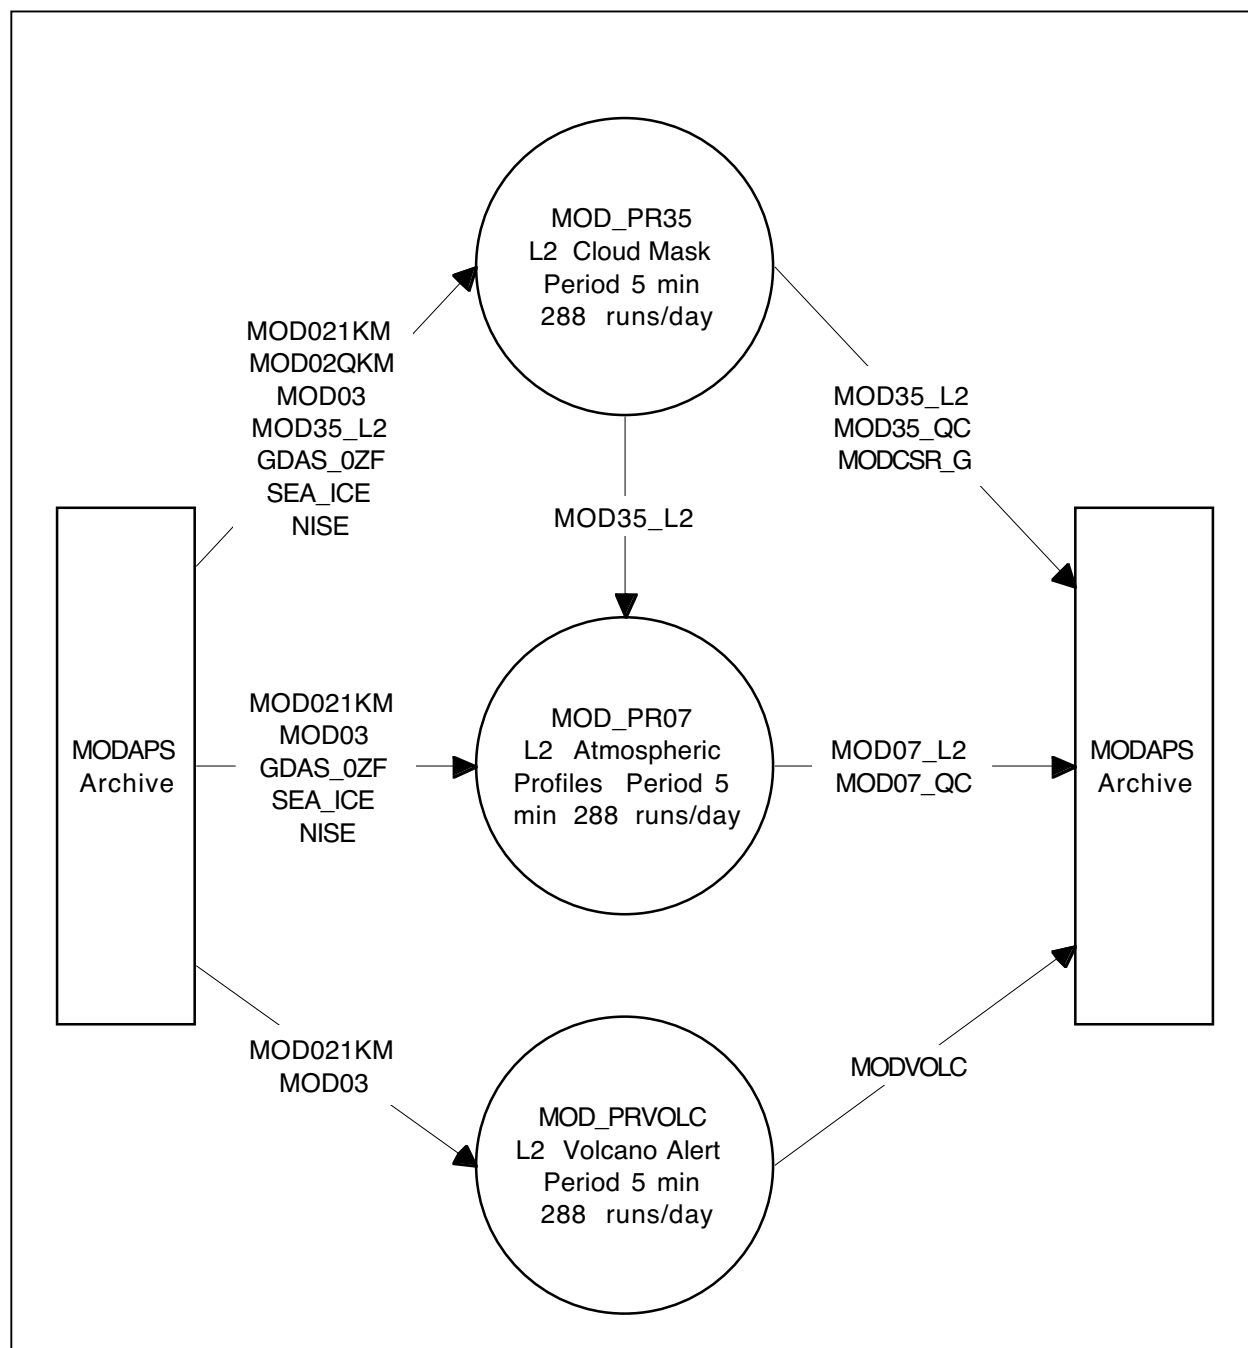 MOD_PR35
L2 Cloud Mask
Period 5 min
288 runs/day
MOD021KM
MOD02QKM
MOD03
MOD35_L2
GDAS_0ZF
SEA_ICE
NISE
MOD35_L2
MOD35_QC
MODCSR_G
MOD35_L2
MODAPS
Archive
MOD021KM
MOD03
GDAS_0ZF
SEA_ICE
NISE
MOD_PR07
L2 Atmospheric
Profiles Period 5
min 288 runs/day
MOD07_L2
MOD07_QC
MODAPS
Archive
MOD021KM
MOD03
MODVOLC
MOD_PRVOLC
L2 Volcano Alert
Period 5 min
288 runs/day